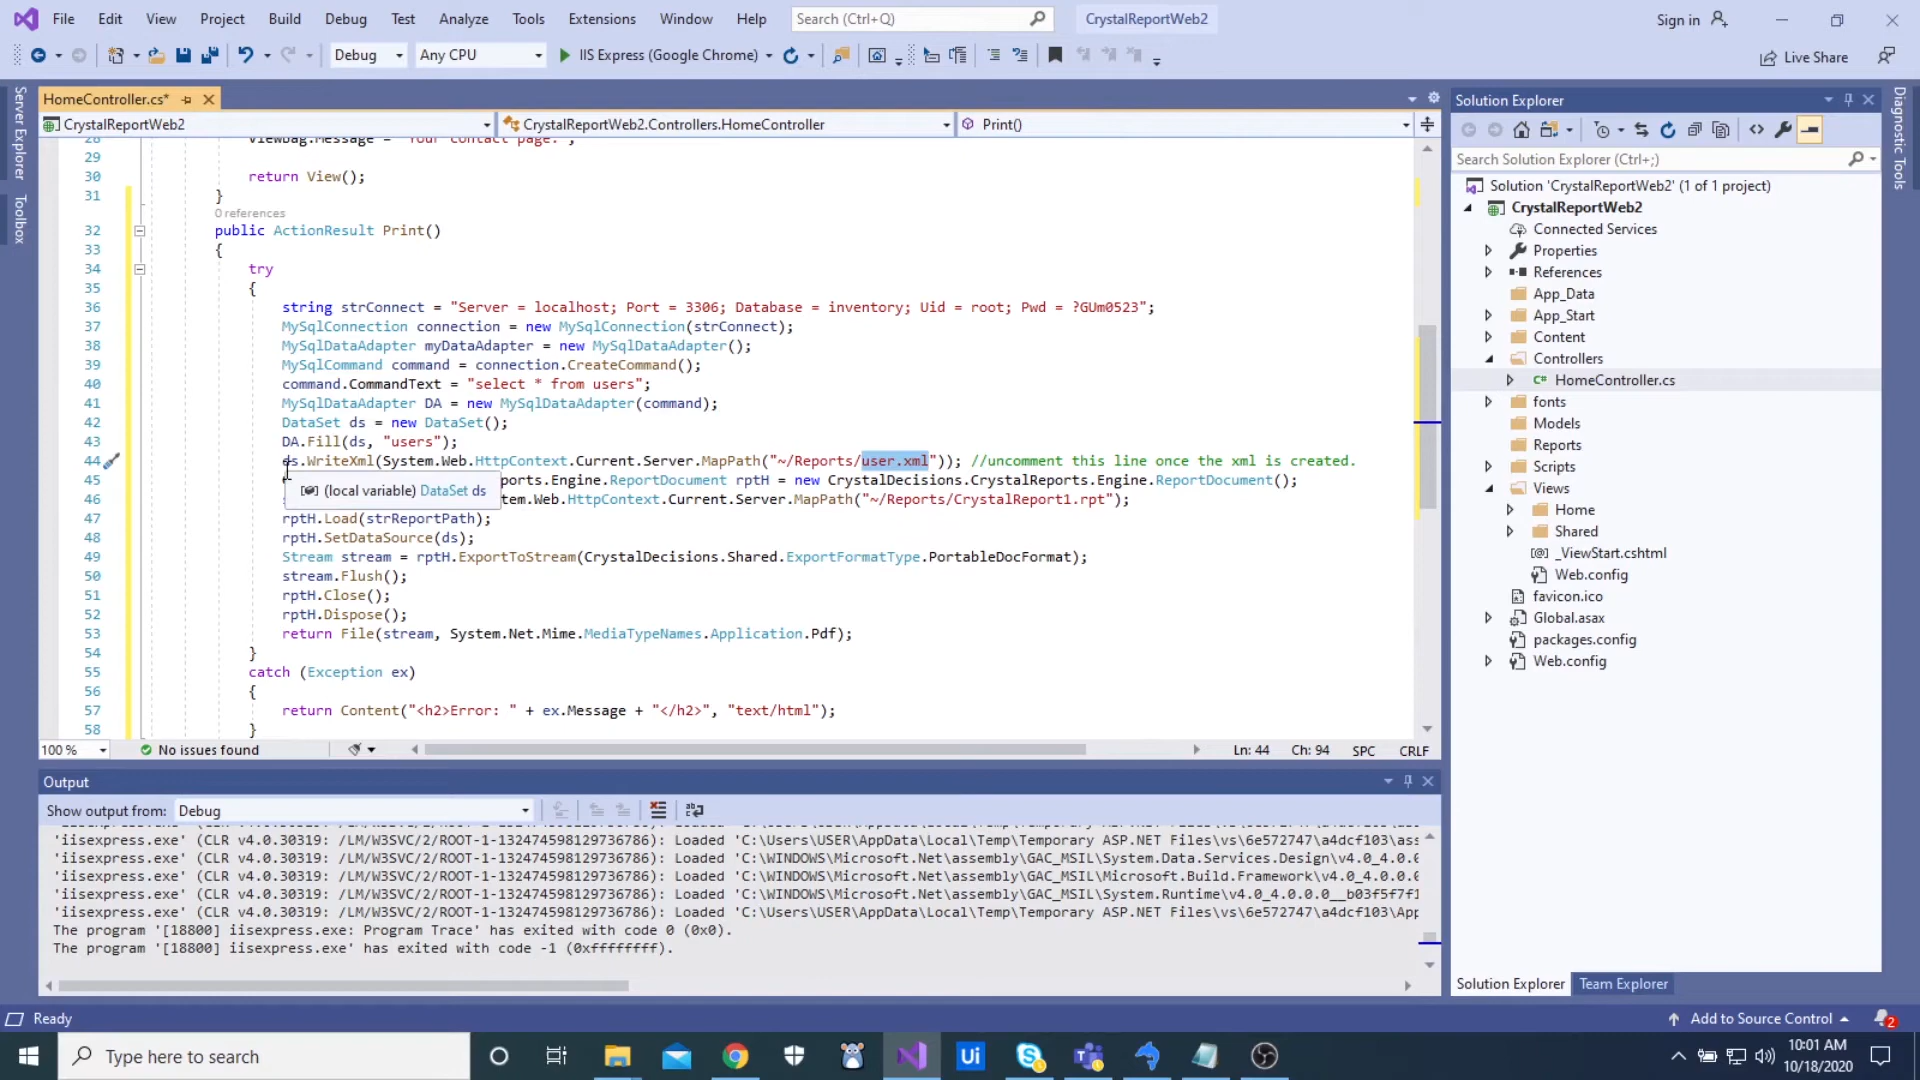 File Edit View Project Build Debug Test Analyze Tools Extensions Window Help Search (Ctrl+Q) CrystalReportWeb2 Sign in
Debug Any CPU IIS Express (Google Chrome) Live Share
Server Explorer
Toolbox
HomeController.cs*
CrystalReportWeb2 CrystalReportWeb2.Controllers.HomeController Print()
28 ViewBag.Message = "Your contact page.";
29
30 return View();
31 }
0 references
32 public ActionResult Print()
33 {
34 try
35 {
36 string strConnect = "Server = localhost; Port = 3306; Database = inventory; Uid = root; Pwd = ?GUm0523";
37 MySqlConnection connection = new MySqlConnection(strConnect);
38 MySqlDataAdapter myDataAdapter = new MySqlDataAdapter();
39 MySqlCommand command = connection.CreateCommand();
40 command.CommandText = "select * from users";
41 MySqlDataAdapter DA = new MySqlDataAdapter(command);
42 DataSet ds = new DataSet();
43 DA.Fill(ds, "users");
44 ds.WriteXml(System.Web.HttpContext.Current.Server.MapPath("~/Reports/user.xml")); //uncomment this line once the xml is created.
45 ports.Engine.ReportDocument rptH = new CrystalDecisions.CrystalReports.Engine.ReportDocument();
(local variable) DataSet ds
46 tem.Web.HttpContext.Current.Server.MapPath("~/Reports/CrystalReport1.rpt");
47 rptH.Load(strReportPath);
48 rptH.SetDataSource(ds);
49 Stream stream = rptH.ExportToStream(CrystalDecisions.Shared.ExportFormatType.PortableDocFormat);
50 stream.Flush();
51 rptH.Close();
52 rptH.Dispose();
53 return File(stream, System.Net.Mime.MediaTypeNames.Application.Pdf);
54 }
55 catch (Exception ex)
56 {
57 return Content("<h2>Error: " + ex.Message + "</h2>", "text/html");
58 }
100 % No issues found Ln: 44 Ch: 94 SPC CRLF
Output
Show output from: Debug
'iisexpress.exe' (CLR v4.0.30319: /LM/W3SVC/2/ROOT-1-132474598129736786): Loaded 'C:\Users\USER\AppData\Local\Temp\Temporary ASP.NET Files\vs\6e572747\a4dcf103\ass
'iisexpress.exe' (CLR v4.0.30319: /LM/W3SVC/2/ROOT-1-132474598129736786): Loaded 'C:\WINDOWS\Microsoft.Net\assembly\GAC_MSIL\System.Data.Services.Design\v4.0_4.0.0
'iisexpress.exe' (CLR v4.0.30319: /LM/W3SVC/2/ROOT-1-132474598129736786): Loaded 'C:\WINDOWS\Microsoft.Net\assembly\GAC_MSIL\Microsoft.Build.Framework\v4.0_4.0.0.0
'iisexpress.exe' (CLR v4.0.30319: /LM/W3SVC/2/ROOT-1-132474598129736786): Loaded 'C:\WINDOWS\Microsoft.Net\assembly\GAC_MSIL\System.Runtime\v4.0_4.0.0.0__b03f5f7f1
'iisexpress.exe' (CLR v4.0.30319: /LM/W3SVC/2/ROOT-1-132474598129736786): Loaded 'C:\Users\USER\AppData\Local\Temp\Temporary ASP.NET Files\vs\6e572747\a4dcf103\App
The program '[18800] iisexpress.exe: Program Trace' has exited with code 0 (0x0).
The program '[18800] iisexpress.exe' has exited with code -1 (0xffffffff).
Solution Explorer
Search Solution Explorer (Ctrl+;)
Solution 'CrystalReportWeb2' (1 of 1 project)
CrystalReportWeb2
Connected Services
Properties
References
App_Data
App_Start
Content
Controllers
C# HomeController.cs
fonts
Models
Reports
Scripts
Views
Home
Shared
[@] _ViewStart.cshtml
Web.config
favicon.ico
Global.asax
packages.config
Web.config
Solution Explorer Team Explorer
Diagnostic Tools
Ready Add to Source Control 2
Type here to search Ui 10:01 AM
10/18/2020